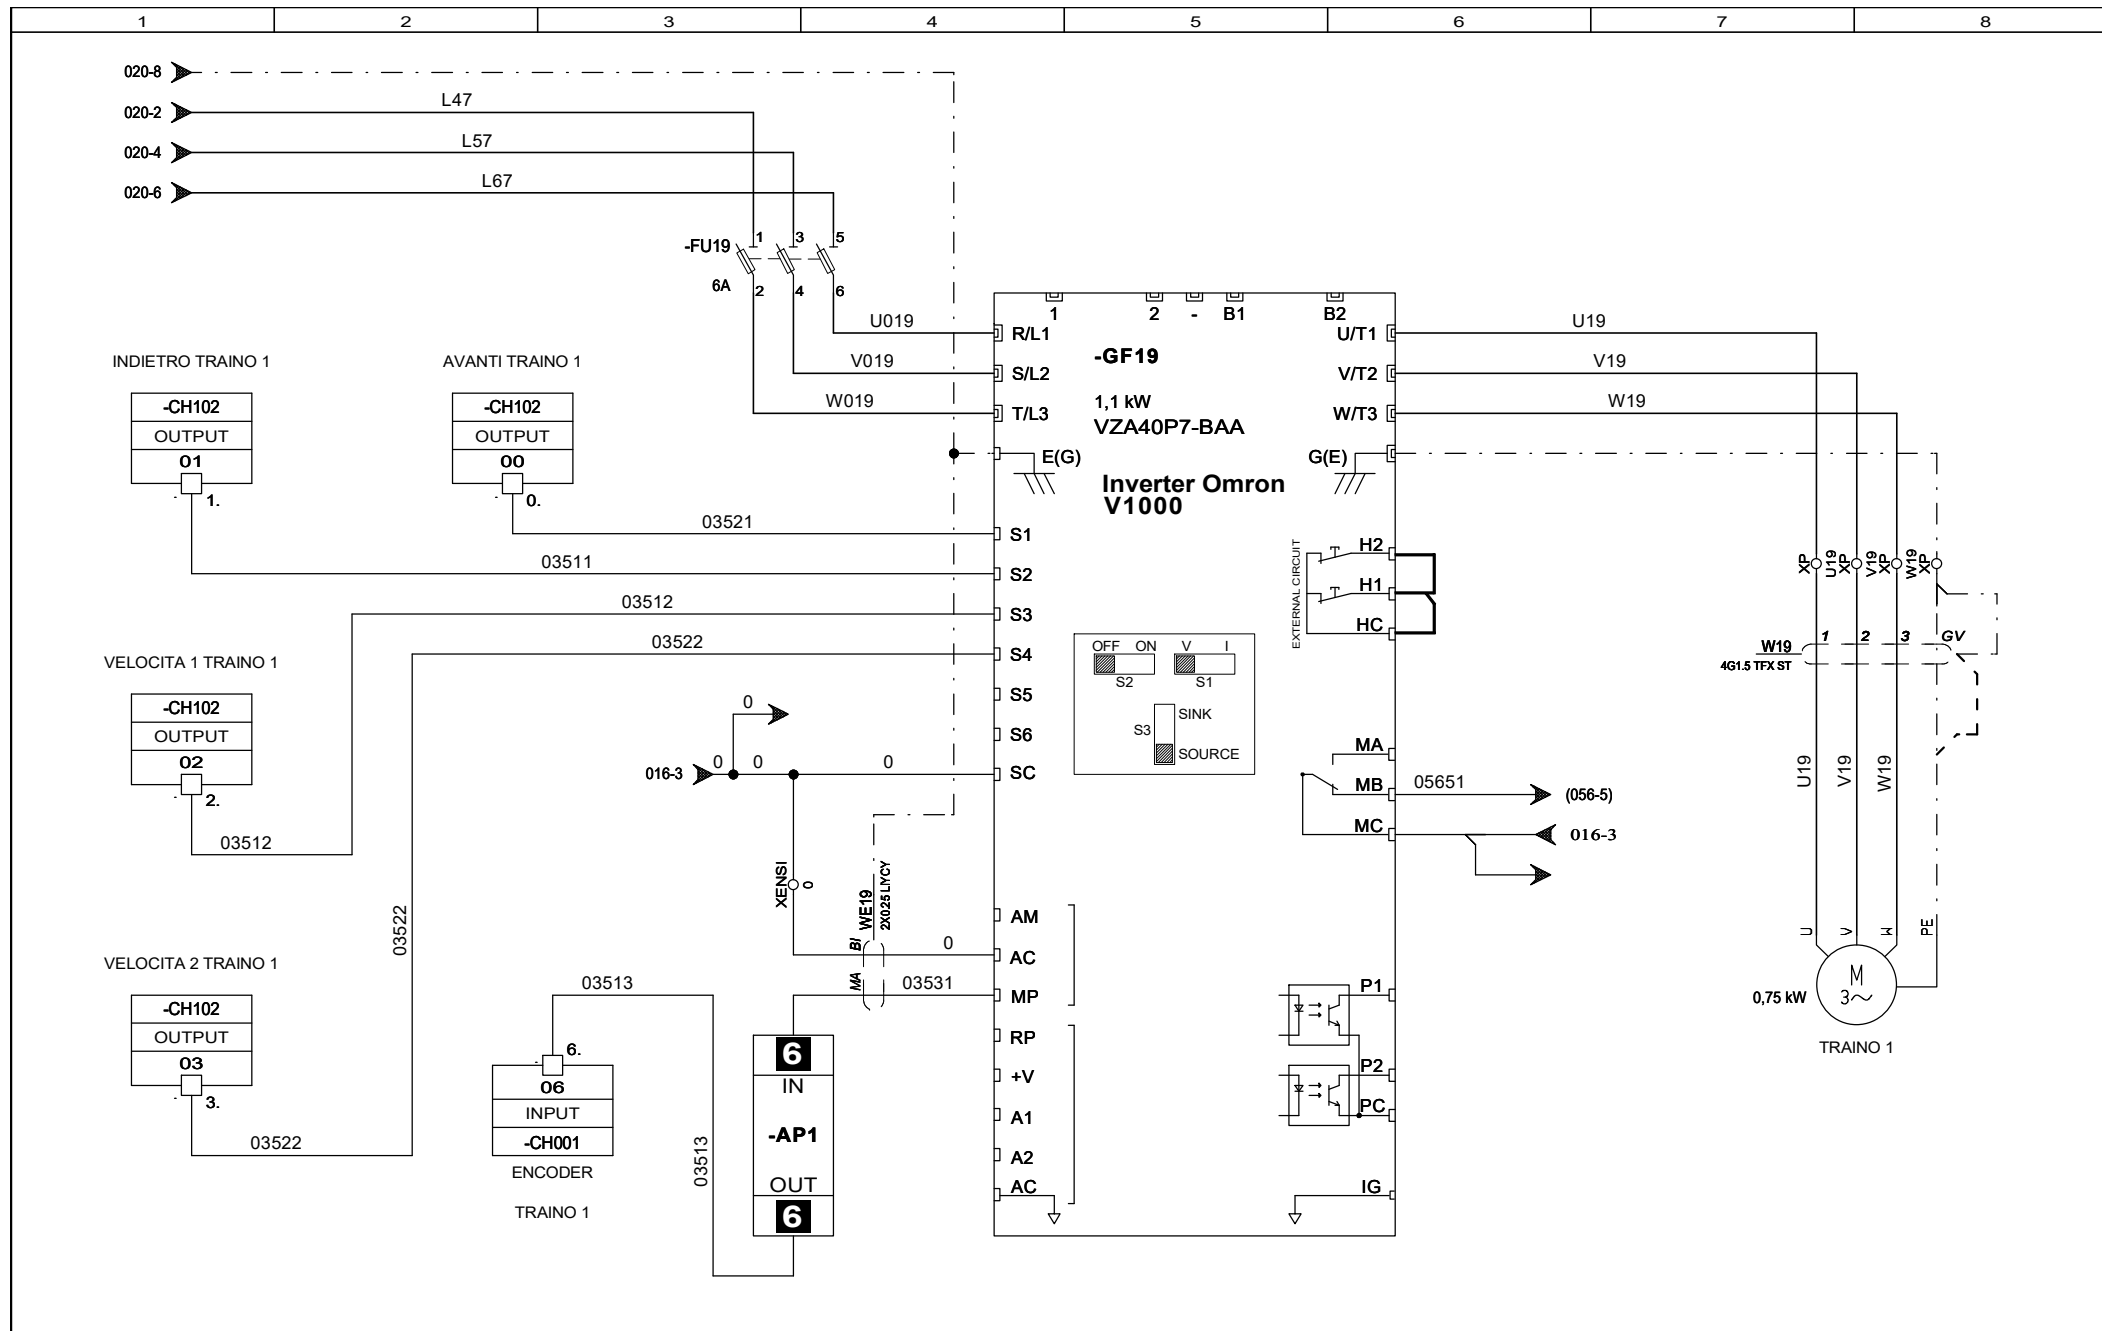 1 2 3 4 5 6 7 8
020-8
020-2 L47
020-4 L57
020-6 L67
-FU19
6A
1 3 5
2 4 6
U019
V019
W019
1 2 - B1 B2
R/L1
S/L2
T/L3
E(G)
U/T1
V/T2
W/T3
G(E)
-GF19
1,1 kW
VZA40P7-BAA
Inverter Omron
V1000
U19
V19
W19
INDIETRO TRAINO 1
-CH102
OUTPUT
01
1.
AVANTI TRAINO 1
-CH102
OUTPUT
00
0.
03521
03511
03512
03522
S1
S2
S3
S4
S5
S6
SC
EXTERNAL CIRCUIT
H2
H1
HC
OFF ON V I
S2 S1
SINK
S3
SOURCE
VELOCITA 1 TRAINO 1
-CH102
OUTPUT
02
2.
03512
0
016-3 0 0 0
MA
MB 05651 (056-5)
MC 016-3
XENSI 0
WE19
2X0.25 LIYCY
BI
MA
0
03531
AM
AC
MP
RP
+V
A1
A2
AC
VELOCITA 2 TRAINO 1
-CH102
OUTPUT
03
3.
03522
03522
03513
6.
06
INPUT
-CH001
ENCODER
TRAINO 1
03513
6
IN
-AP1
OUT
6
P1
P2
PC
IG
XP U19 XP V19 XP W19 XP
1 2 3 GV
W19
4G1.5 TFX ST
U19 V19 W19
U V W PE
M
3~
0,75 kW
TRAINO 1